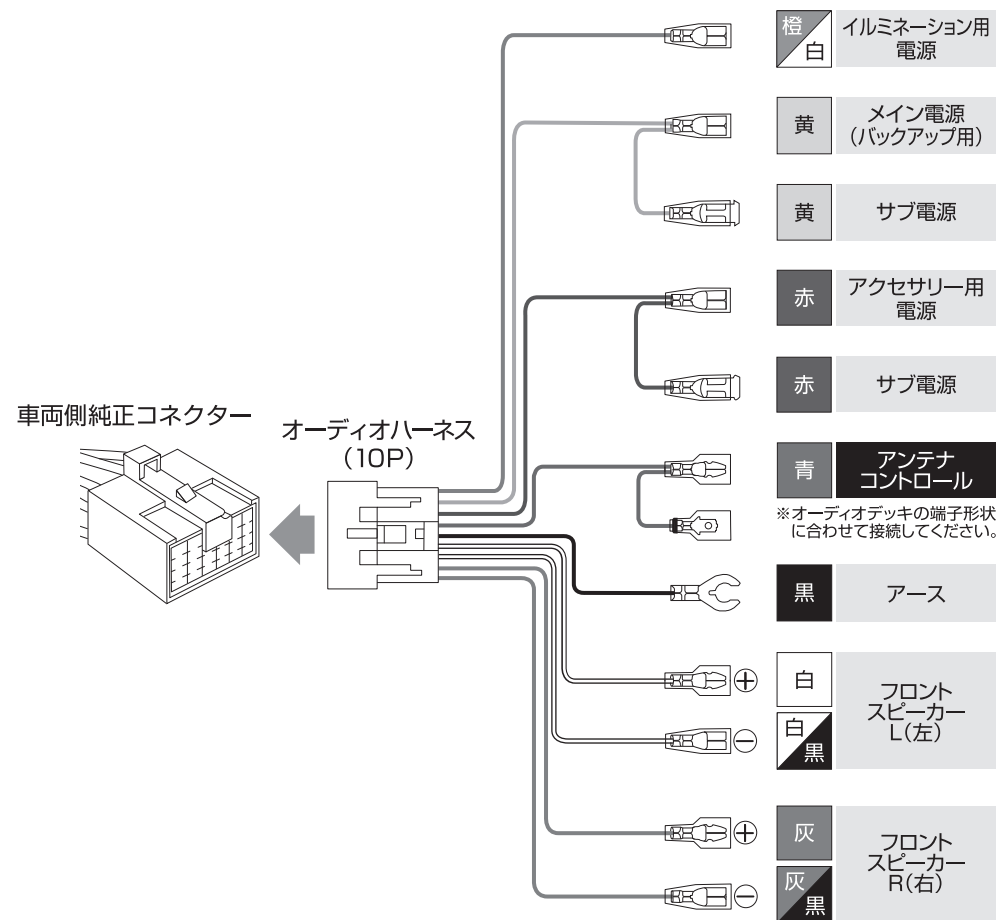 橙
白
イルミネーション用
電源
黄
メイン電源
(バックアップ用)
黄
サブ電源
赤
アクセサリー用
電源
赤
サブ電源
車両側純正コネクター
オーディオハーネス
(10P)
青
アンテナ
コントロール
※オーディオデッキの端子形状
に合わせて接続してください。
黒
アース
⊕
白
フロント
スピーカー
L(左)
⊖
白
黒
⊕
灰
フロント
スピーカー
R(右)
⊖
灰
黒